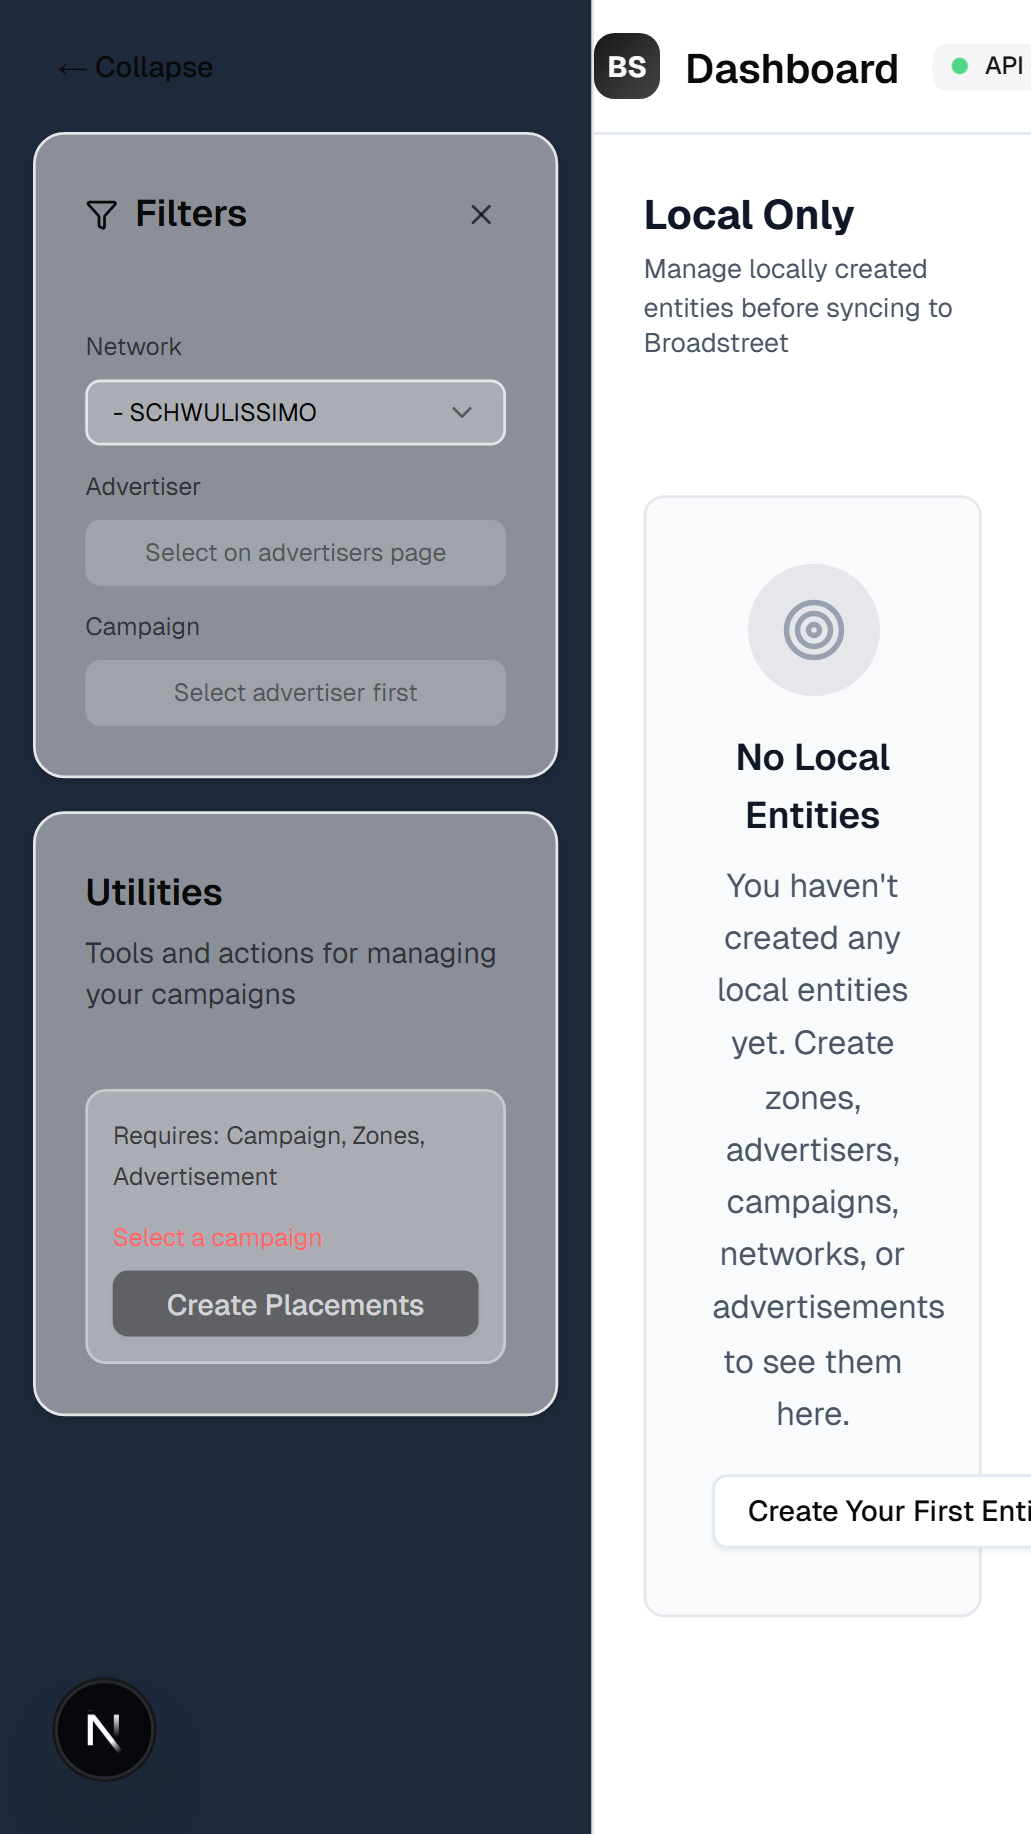 ← Collapse
Filters
Network
- SCHWULISSIMO
Advertiser
Select on advertisers page
Campaign
Select advertiser first
Utilities
Tools and actions for managing
your campaigns
Requires: Campaign, Zones,
Advertisement
Select a campaign
Create Placements
N
BS
Dashboard
API
Local Only
Manage locally created
entities before syncing to
Broadstreet
No Local
Entities
You haven't
created any
local entities
yet. Create
zones,
advertisers,
campaigns,
networks, or
advertisements
to see them
here.
Create Your First Enti